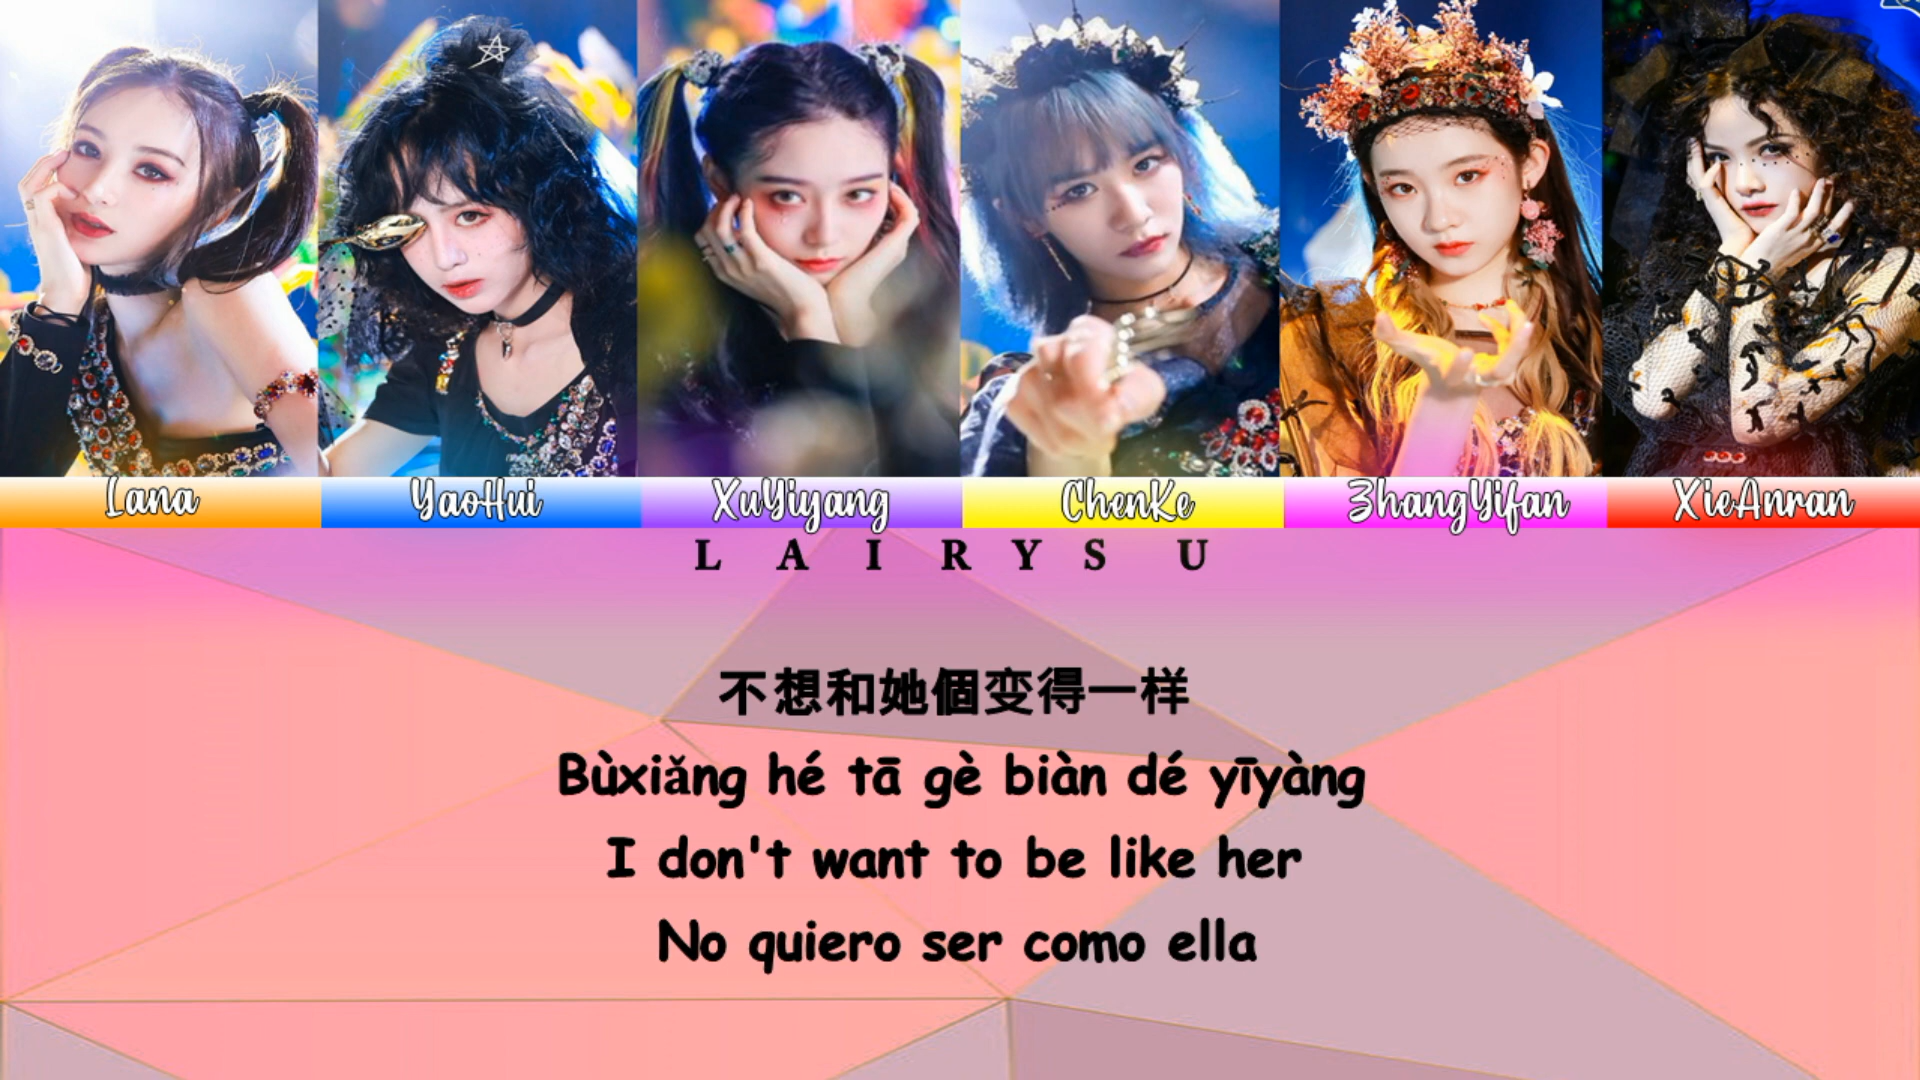 Lana YaoHui XuYiyang ChenKe ZhangYifan XieAnran
L A I R Y S U
不想和她個变得一样
Bùxiǎng hé tā gè biàn dé yīyàng
I don't want to be like her
No quiero ser como ella